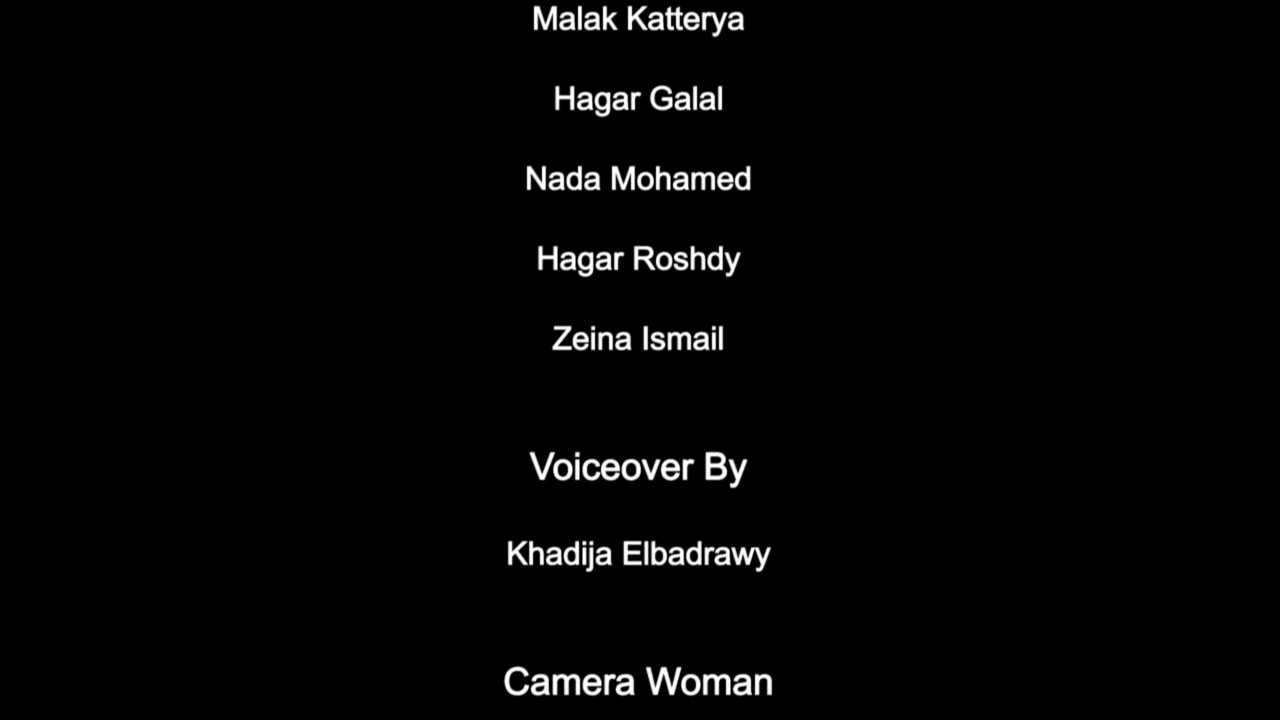 Malak Katterya
Hagar Galal
Nada Mohamed
Hagar Roshdy
Zeina Ismail
Voiceover By
Khadija Elbadrawy
Camera Woman